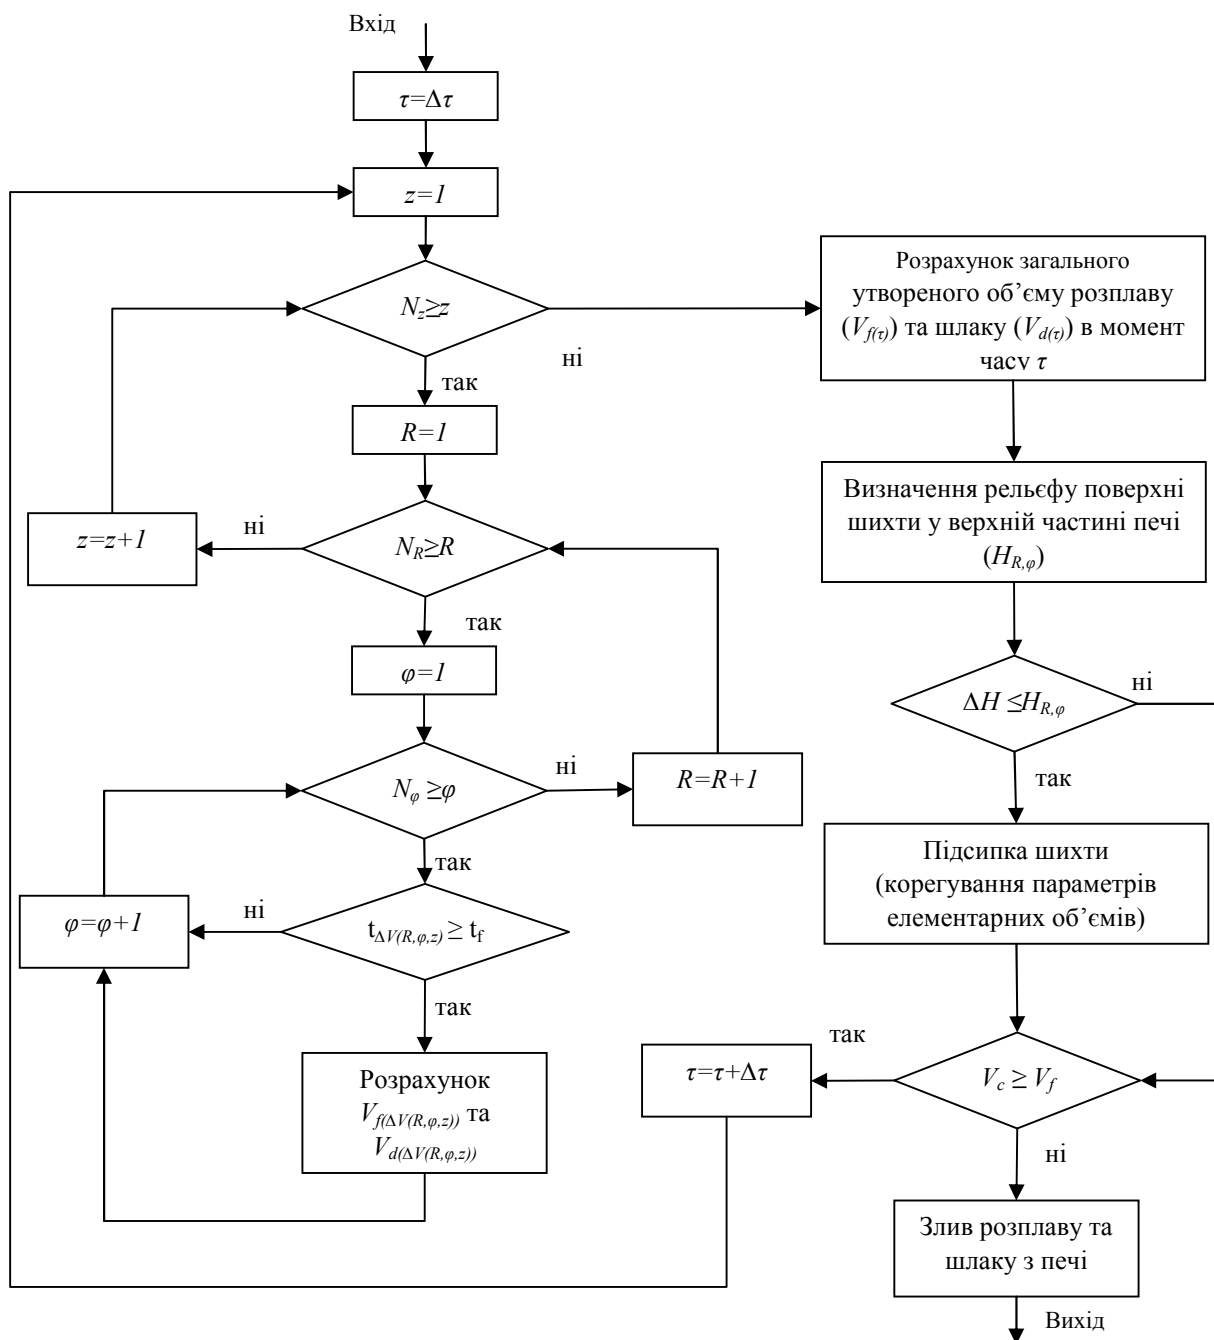 Вхід
τ=Δτ
z=1
N_z≥z
ні
так
R=1
N_R≥R
ні
z=z+1
так
φ=1
N_φ≥φ
ні
R=R+1
так
t_ΔV(R,φ,z) ≥ t_f
ні
φ=φ+1
так
Розрахунок
V_f(ΔV(R,φ,z)) та
V_d(ΔV(R,φ,z))
Розрахунок загального
утвореного об’єму розплаву
(V_f(τ)) та шлаку (V_d(τ)) в момент
часу τ
Визначення рельєфу поверхні
шихти у верхній частині печі
(H_R,φ)
ΔH ≤H_R,φ
ні
так
Підсипка шихти
(корегування параметрів
елементарних об’ємів)
V_c ≥ V_f
так
τ=τ+Δτ
ні
Злив розплаву та
шлаку з печі
Вихід